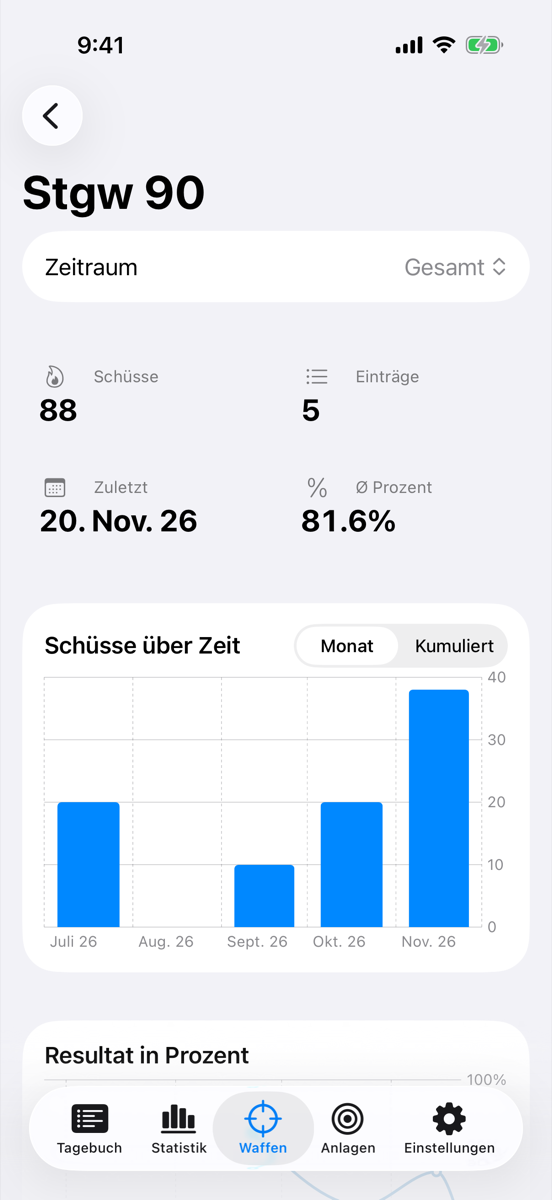 9:41
Stgw 90
Zeitraum Gesamt
Schüsse Einträge
88 5
Zuletzt Ø Prozent
20. Nov. 26 81.6%
Schüsse über Zeit Monat Kumuliert
40
30
20
10
0
Juli 26 Aug. 26 Sept. 26 Okt. 26 Nov. 26
Resultat in Prozent
100%
Tagebuch Statistik Waffen Anlagen Einstellungen